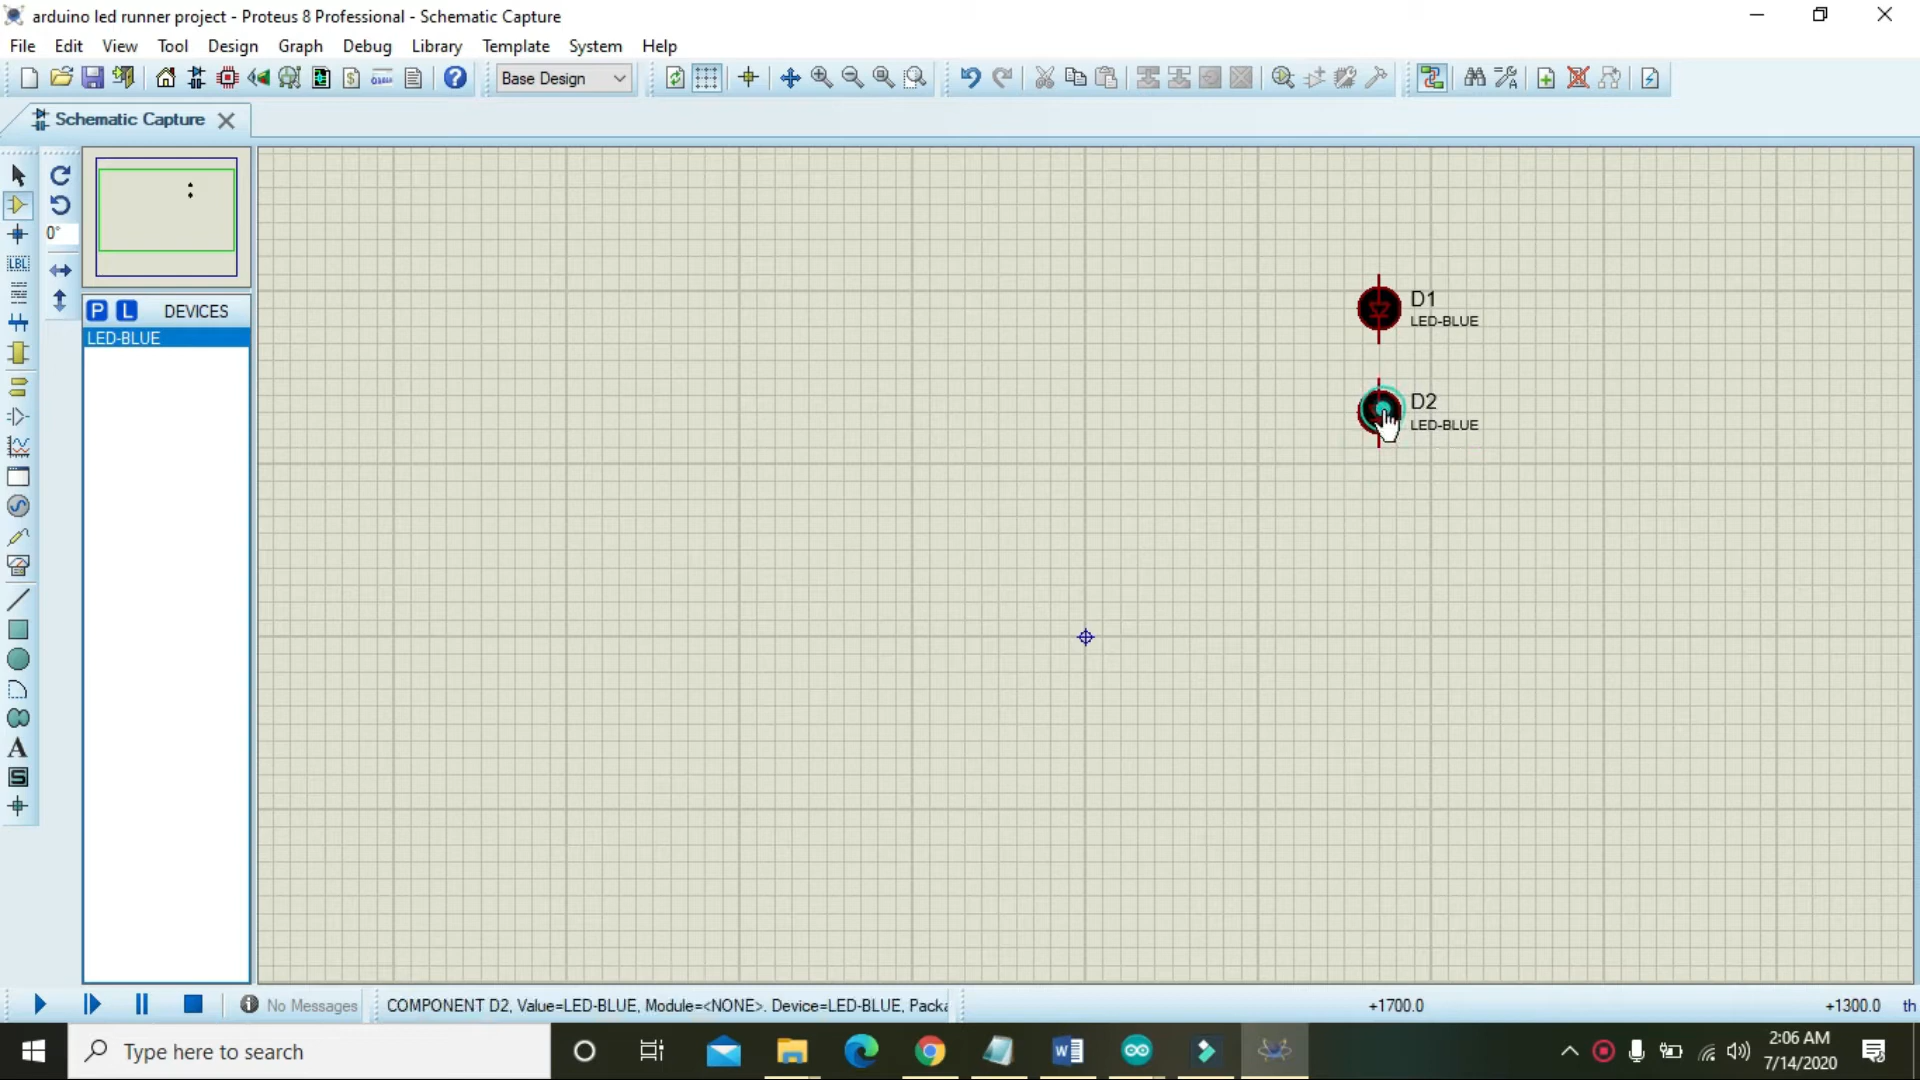 arduino led runner project - Proteus 8 Professional - Schematic Capture
File Edit View Tool Design Graph Debug Library Template System Help
Base Design
Schematic Capture
0°
LBL
P L DEVICES
LED-BLUE
D1
LED-BLUE
D2
LED-BLUE
A
S
No Messages
COMPONENT D2, Value=LED-BLUE, Module=<NONE>. Device=LED-BLUE, Packa
+1700.0
+1300.0 th
Type here to search
2:06 AM
7/14/2020